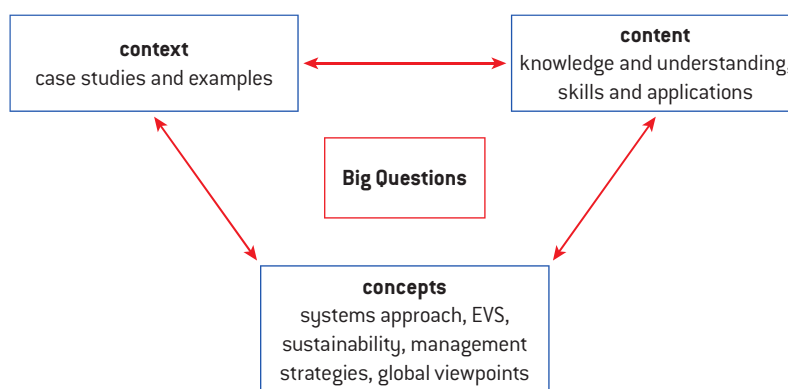 context
case studies and examples
content
knowledge and understanding,
skills and applications
Big Questions
concepts
systems approach, EVS,
sustainability, management
strategies, global viewpoints